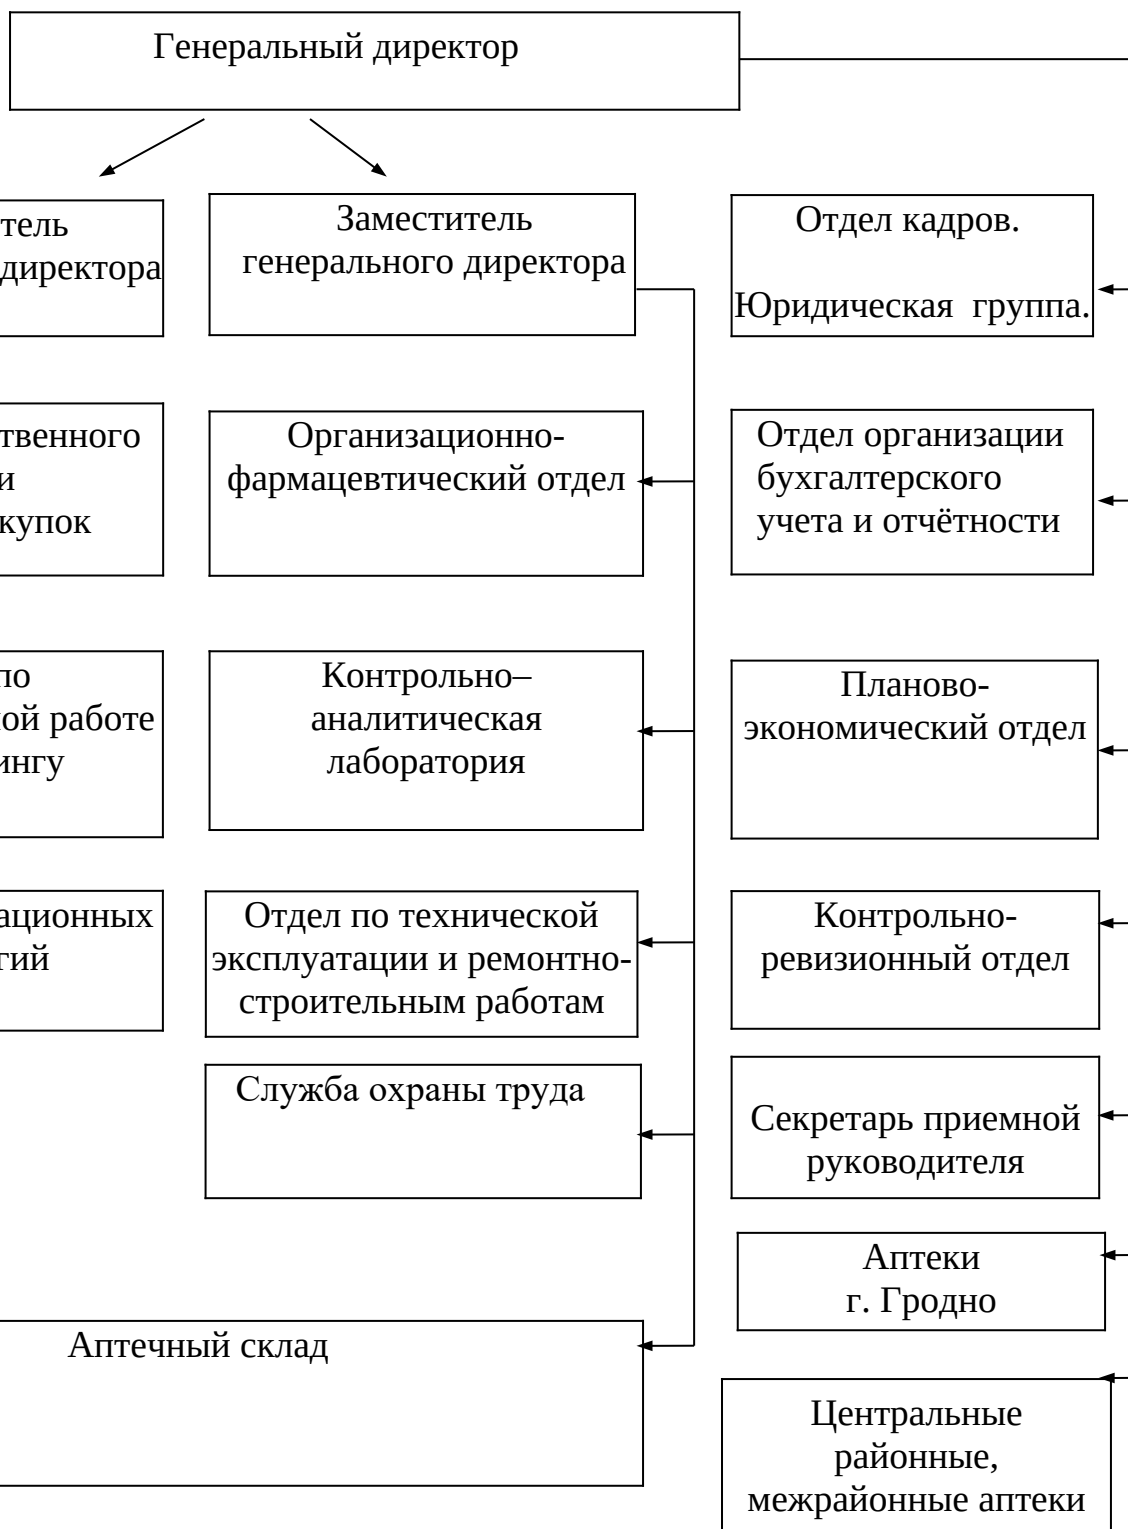 Генеральный директор
тель
директора
Заместитель
генерального директора
Отдел кадров.
Юридическая группа.
твенного
и
купок
Организационно-
фармацевтический отдел
Отдел организации
бухгалтерского
учета и отчётности
по
ой работе
ингу
Контрольно–
аналитическая
лаборатория
Планово-
экономический отдел
ационных
гий
Отдел по технической
эксплуатации и ремонтно-
строительным работам
Контрольно-
ревизионный отдел
Служба охраны труда
Секретарь приемной
руководителя
Аптеки
г. Гродно
Аптечный склад
Центральные
районные,
межрайонные аптеки